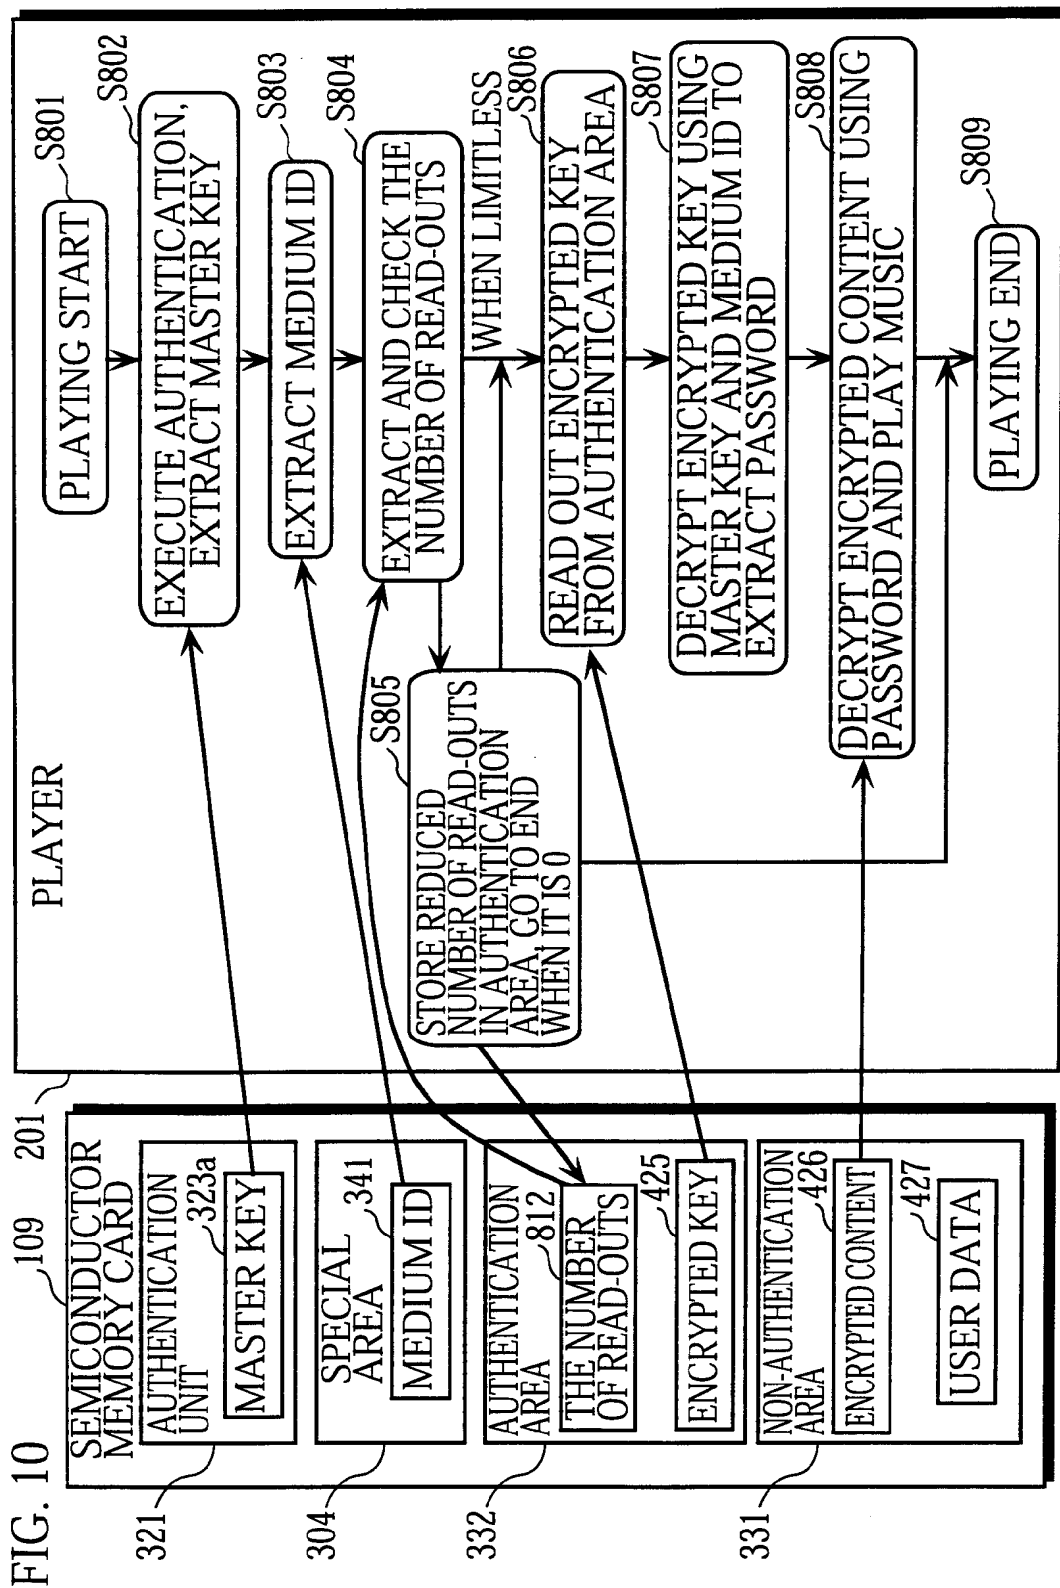 FIG. 10
109
SEMICONDUCTOR
MEMORY CARD
321
AUTHENTICATION
UNIT
323a
MASTER KEY
304
SPECIAL
AREA
341
MEDIUM ID
332
AUTHENTICATION
AREA
812
THE NUMBER
OF READ-OUTS
425
ENCRYPTED KEY
331
NON-AUTHENTICATION
AREA
426
ENCRYPTED CONTENT
427
USER DATA
201
PLAYER
S801
PLAYING START
S802
EXECUTE AUTHENTICATION,
EXTRACT MASTER KEY
S803
EXTRACT MEDIUM ID
S804
EXTRACT AND CHECK THE
NUMBER OF READ-OUTS
S805
STORE REDUCED
NUMBER OF READ-OUTS
IN AUTHENTICATION
AREA, GO TO END
WHEN IT IS 0
WHEN LIMITLESS
S806
READ OUT ENCRYPTED KEY
FROM AUTHENTICATION AREA
S807
DECRYPT ENCRYPTED KEY USING
MASTER KEY AND MEDIUM ID TO
EXTRACT PASSWORD
S808
DECRYPT ENCRYPTED CONTENT USING
PASSWORD AND PLAY MUSIC
S809
PLAYING END